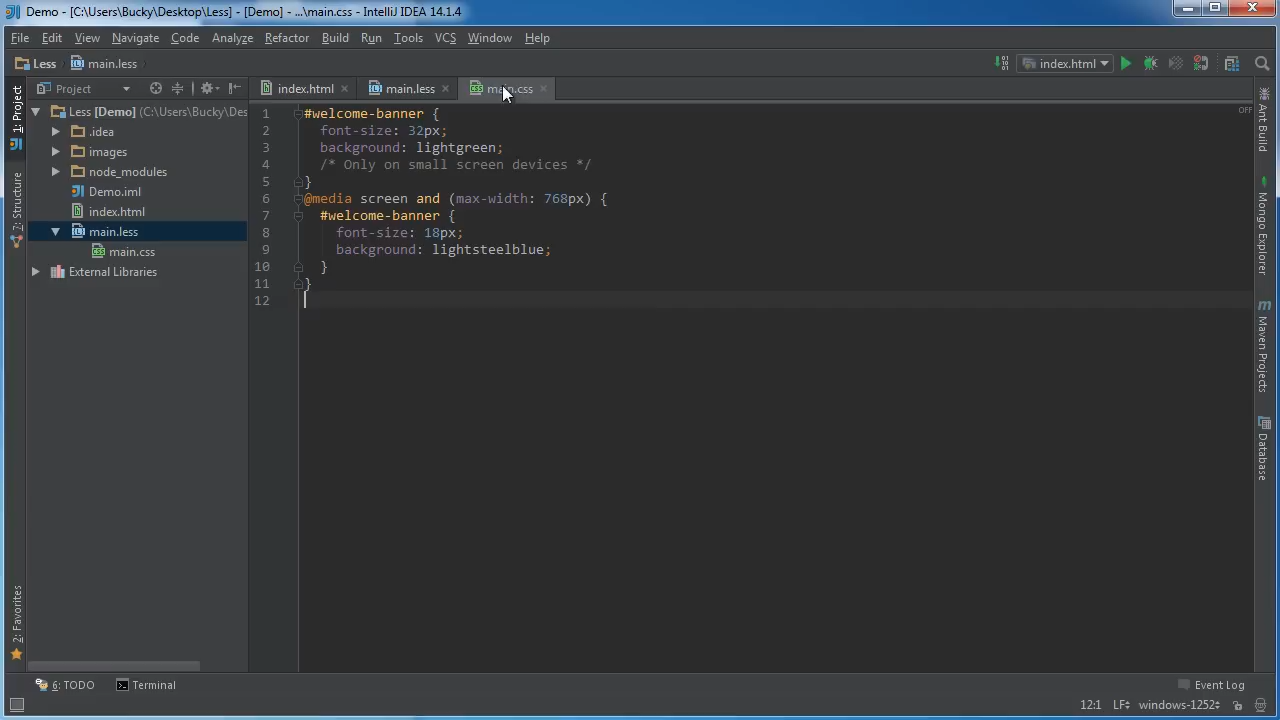 Demo - [C:\Users\Bucky\Desktop\Less] - [Demo] - ...\main.css - IntelliJ IDEA 14.1.4
File Edit View Navigate Code Analyze Refactor Build Run Tools VCS Window Help
Less main.less index.html
Project index.html main.less main.css
1: Project
7: Structure
2: Favorites
Less [Demo] (C:\Users\Bucky\Des
.idea
images
node_modules
Demo.iml
index.html
main.less
main.css
External Libraries
1 #welcome-banner {
2 font-size: 32px;
3 background: lightgreen;
4 /* Only on small screen devices */
5 }
6 @media screen and (max-width: 768px) {
7 #welcome-banner {
8 font-size: 18px;
9 background: lightsteelblue;
10 }
11 }
12
OFF
Ant Build
Mongo Explorer
Maven Projects
Database
6: TODO Terminal Event Log
12:1 LF windows-1252